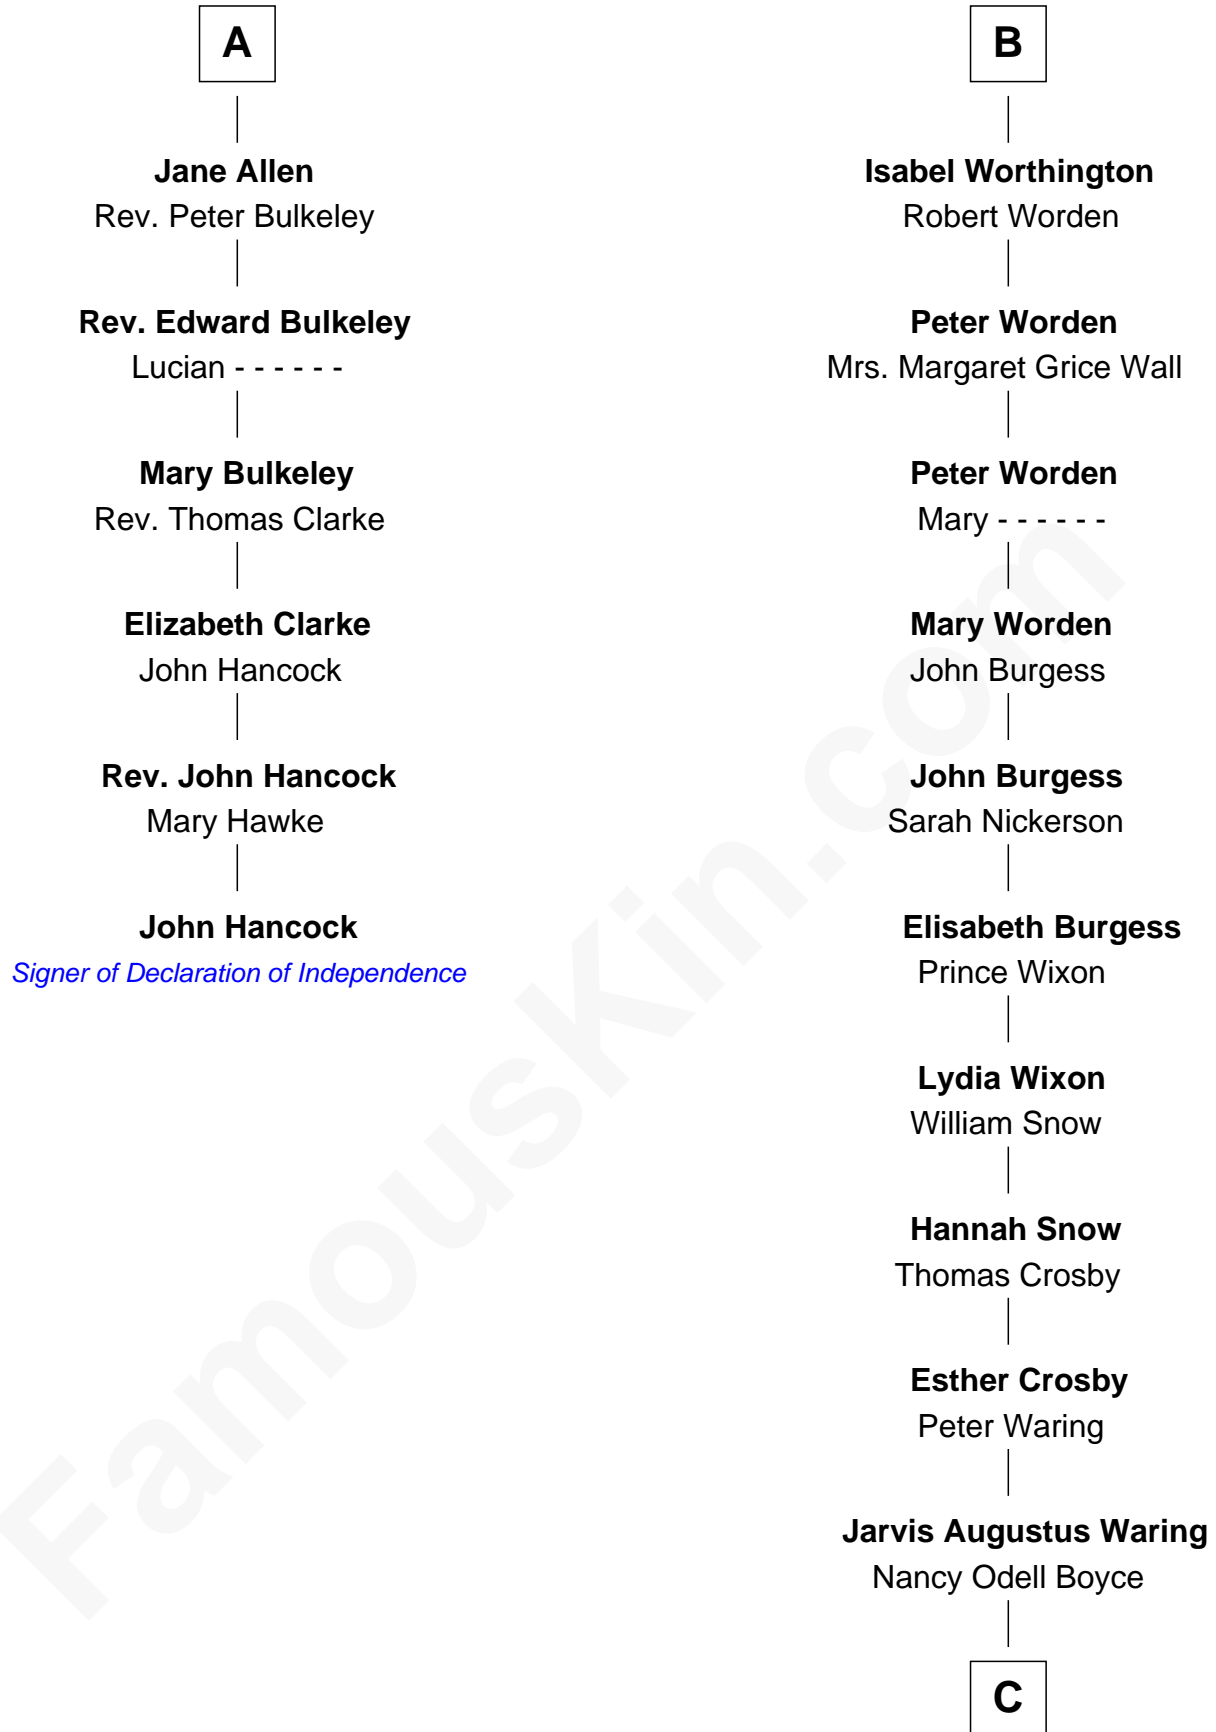 A
Jane Allen
Rev. Peter Bulkeley
Rev. Edward Bulkeley
Lucian - - - - - -
Mary Bulkeley
Rev. Thomas Clarke
Elizabeth Clarke
John Hancock
Rev. John Hancock
Mary Hawke
John Hancock
Signer of Declaration of Independence
B
Isabel Worthington
Robert Worden
Peter Worden
Mrs. Margaret Grice Wall
Peter Worden
Mary - - - - - -
Mary Worden
John Burgess
John Burgess
Sarah Nickerson
Elisabeth Burgess
Prince Wixon
Lydia Wixon
William Snow
Hannah Snow
Thomas Crosby
Esther Crosby
Peter Waring
Jarvis Augustus Waring
Nancy Odell Boyce
C
FamousKin.com